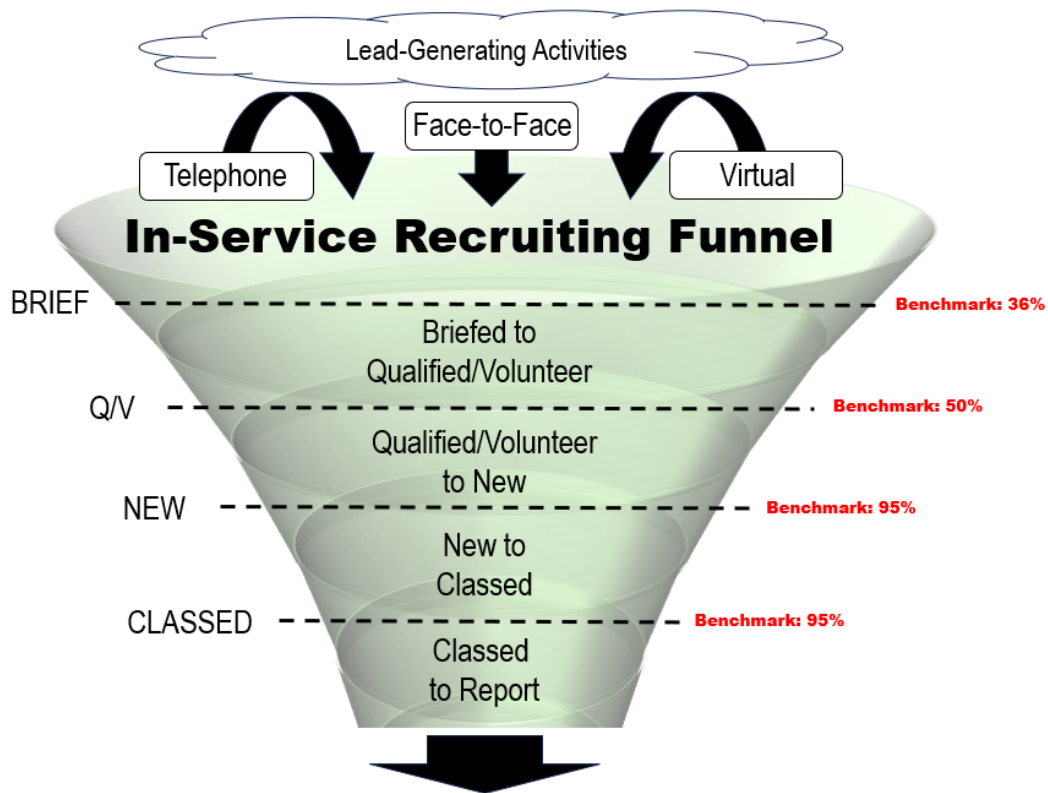 Lead-Generating Activities
Face-to-Face
Telephone
Virtual
In-Service Recruiting Funnel
BRIEF
Benchmark: 36%
Briefed to
Qualified/Volunteer
Q/V
Benchmark: 50%
Qualified/Volunteer
to New
NEW
Benchmark: 95%
New to
Classed
CLASSED
Benchmark: 95%
Classed
to Report